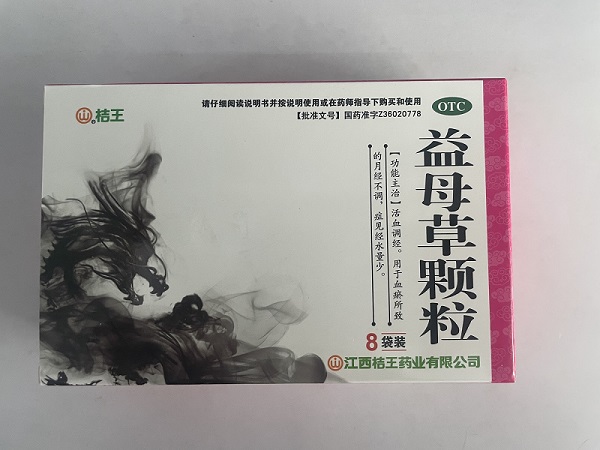 桔王
请仔细阅读说明书并按说明使用或在药师指导下购买和使用
【批准文号】国药准字Z36020778
OTC
益母草颗粒
【功能主治】活血调经。用于血瘀所致
的月经不调，症见经水量少。
8袋装
江西桔王药业有限公司